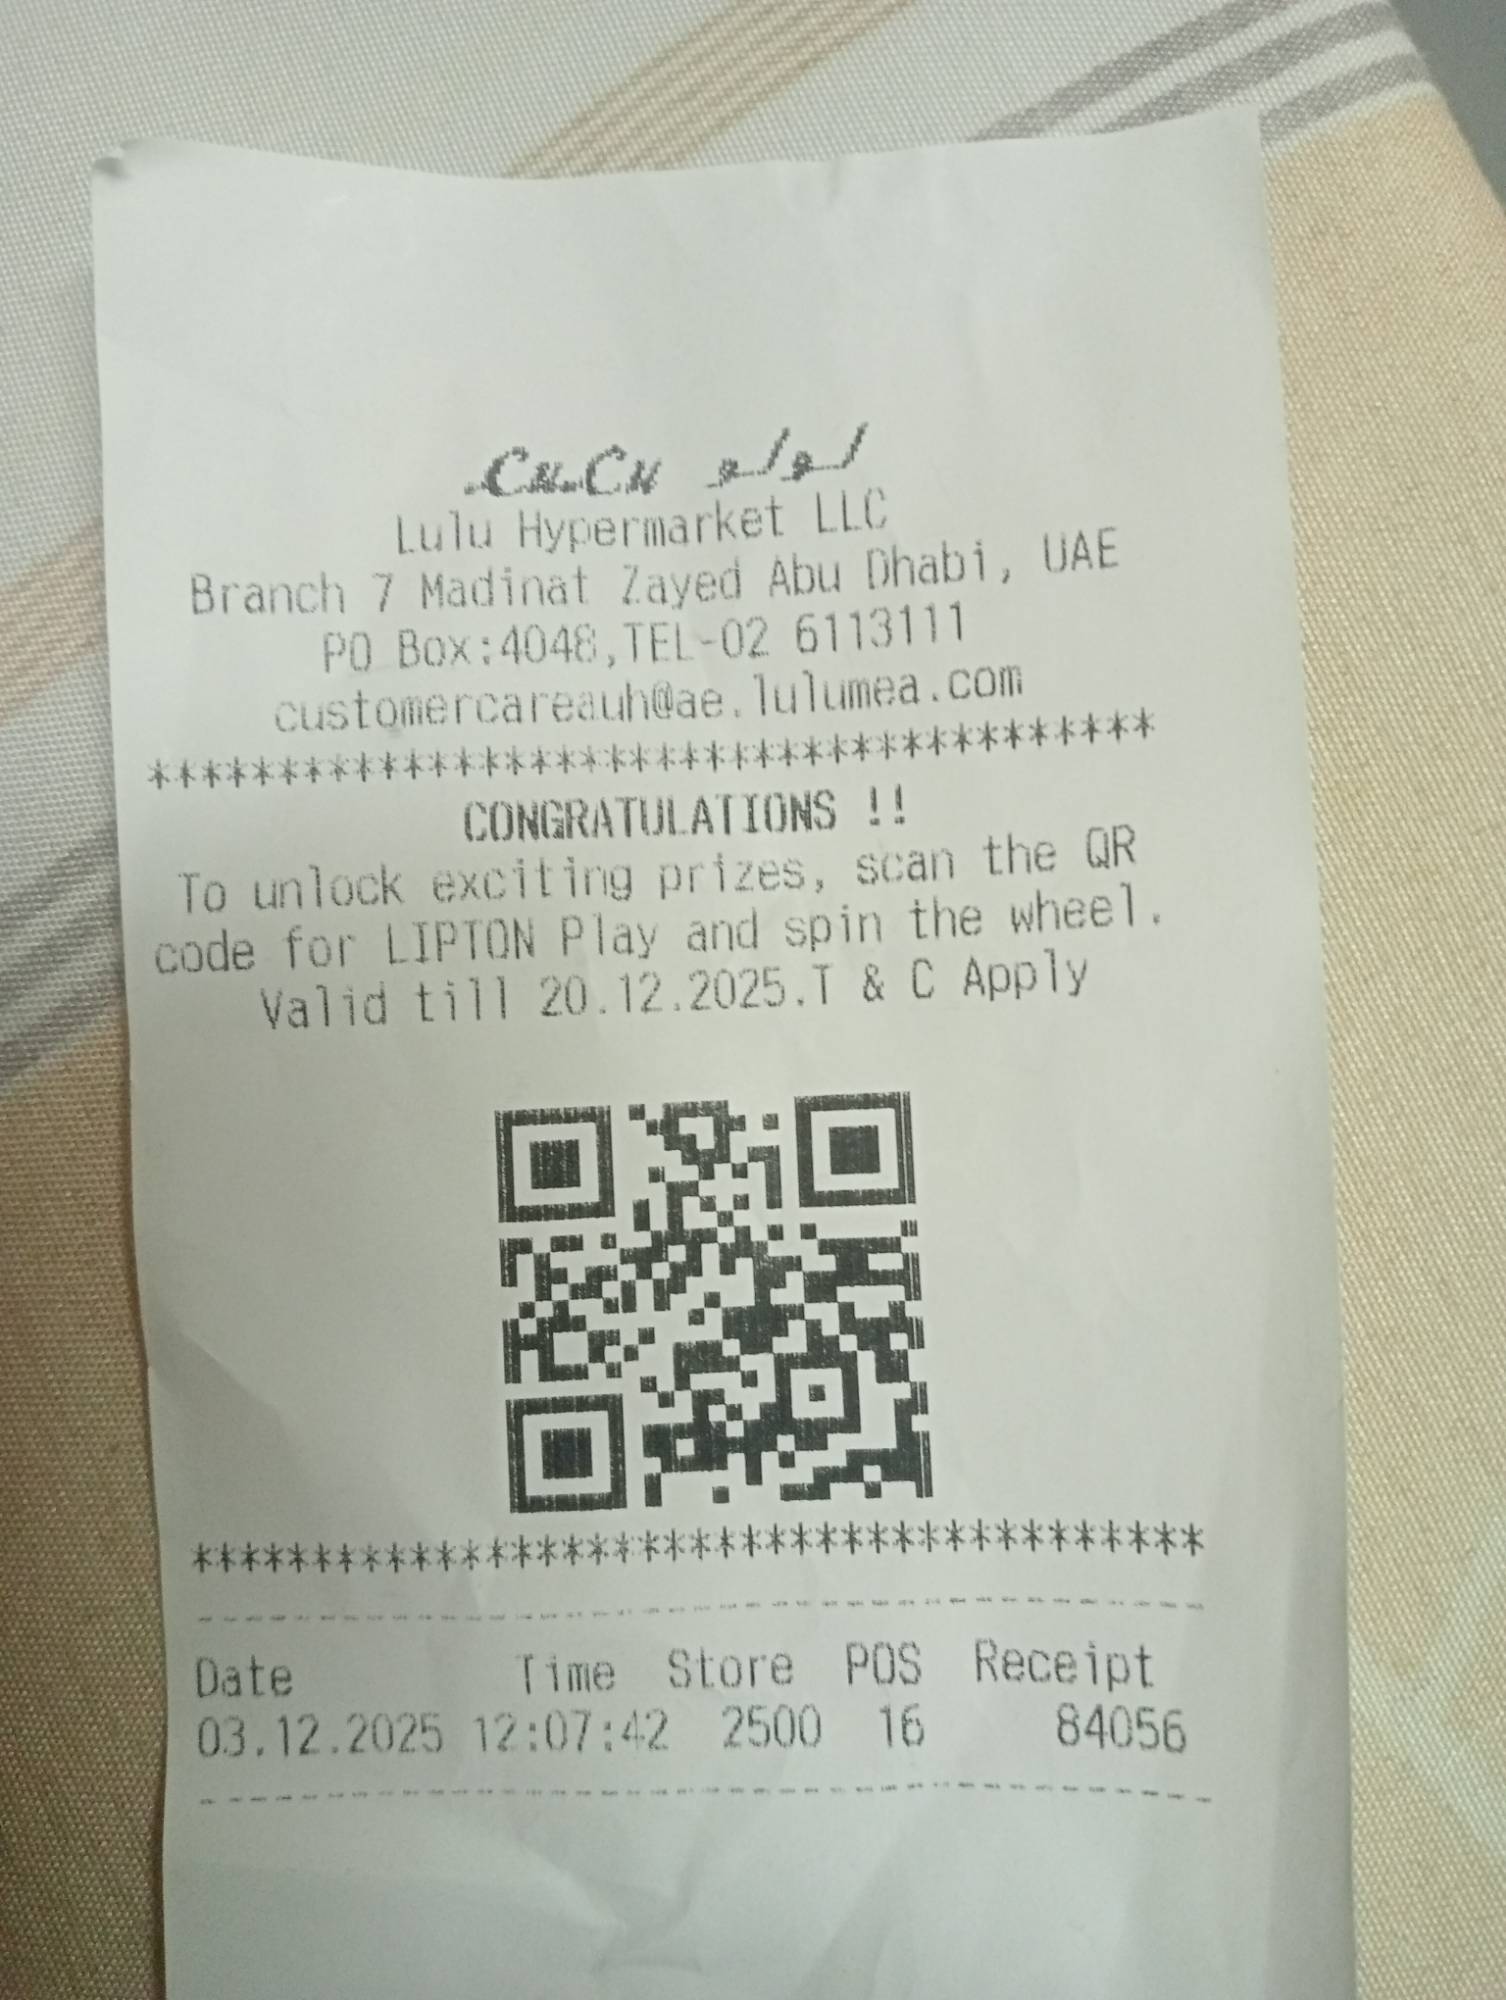 LuLu لولو
Lulu Hypermarket LLC
Branch 7 Madinat Zayed Abu Dhabi, UAE
PO Box:4048,TEL-02 6113111
customercareauh@ae.lulumea.com
****************************************
CONGRATULATIONS !!
To unlock exciting prizes, scan the QR
code for LIPTON Play and spin the wheel.
Valid till 20.12.2025.T & C Apply
****************************************
----------------------------------------
Date Time Store POS Receipt
03.12.2025 12:07:42 2500 16 84056
----------------------------------------